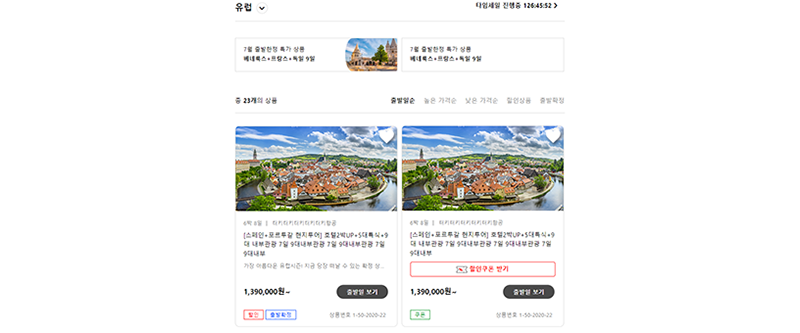 유럽
타임세일 진행중 126:45:52
7월 출발한정 특가 상품
베네룩스+프랑스+독일 9일
7월 출발한정 특가 상품
베네룩스+프랑스+독일 9일
총 23개의 상품
출발일순 높은 가격순 낮은 가격순 할인상품 출발확정
6박 8일 | 터키터키터키터키터키항공
[스페인+포르투갈 현지투어] 호텔2박UP+5대특식+9
대 내부관광 7일 9대내부관광 7일 9대내부관광 7일
9대내부
가장 아름다운 유럽시즌! 지금 당장 떠날 수 있는 확정 상...
1,390,000원~
출발일 보기
할인 출발확정
상품번호 1-50-2020-22
6박 8일 | 터키터키터키터키터키항공
[스페인+포르투갈 현지투어] 호텔2박UP+5대특식+9
대 내부관광 7일 9대내부관광 7일 9대내부관광 7일
9대내부
할인쿠폰 받기
1,390,000원~
출발일 보기
쿠폰
상품번호 1-50-2020-22